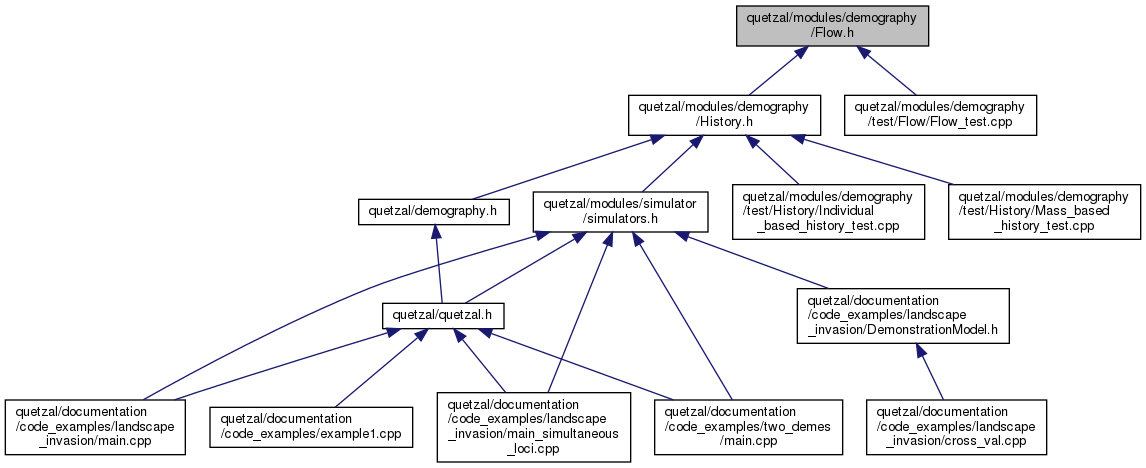 quetzal/modules/demography
/Flow.h
quetzal/modules/demography
/History.h
quetzal/modules/demography
/test/Flow/Flow_test.cpp
quetzal/demography.h
quetzal/modules/simulator
/simulators.h
quetzal/modules/demography
/test/History/Individual
_based_history_test.cpp
quetzal/modules/demography
/test/History/Mass_based
_history_test.cpp
quetzal/quetzal.h
quetzal/documentation
/code_examples/landscape
_invasion/DemonstrationModel.h
quetzal/documentation
/code_examples/landscape
_invasion/main.cpp
quetzal/documentation
/code_examples/example1.cpp
quetzal/documentation
/code_examples/landscape
_invasion/main_simultaneous
_loci.cpp
quetzal/documentation
/code_examples/two_demes
/main.cpp
quetzal/documentation
/code_examples/landscape
_invasion/cross_val.cpp